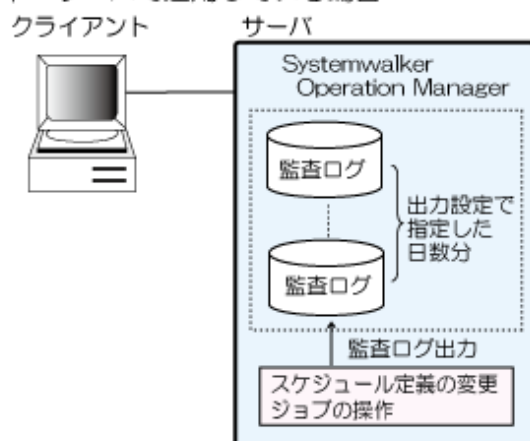 クライアント
サーバ
Systemwalker
Operation Manager
監査ログ
監査ログ
出力設定で
指定した
日数分
監査ログ出力
スケジュール定義の変更
ジョブの操作